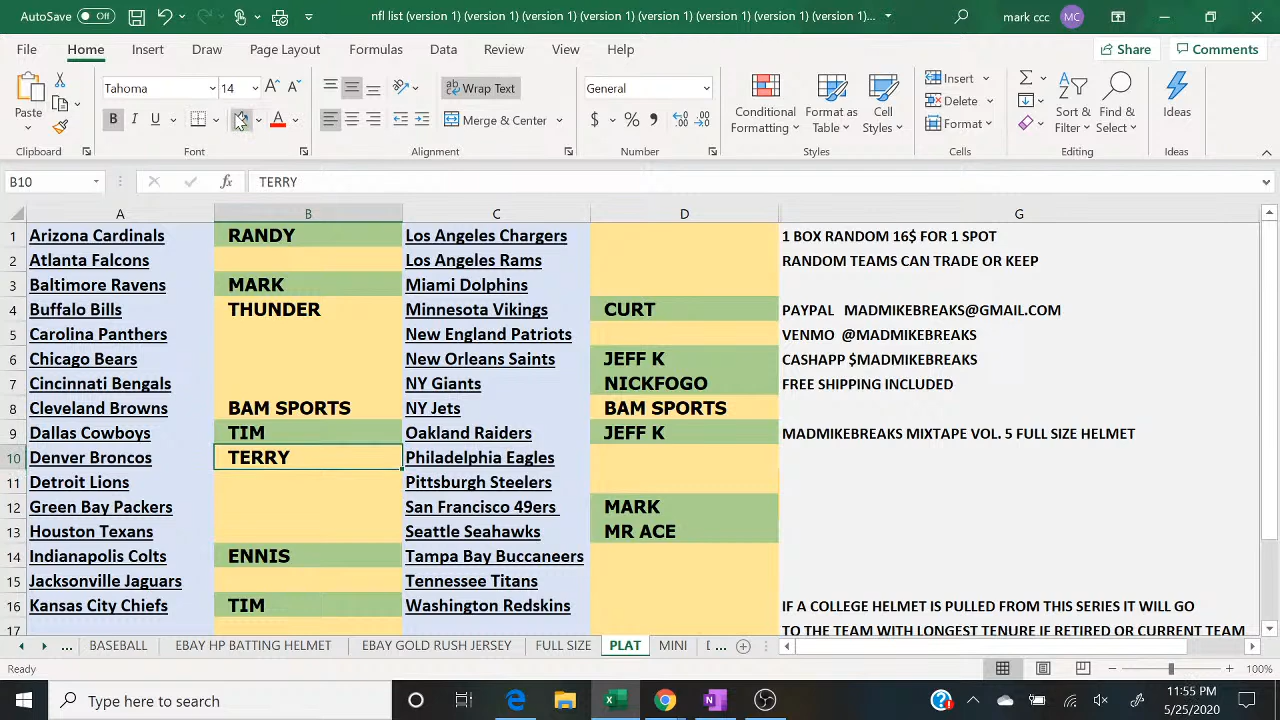 AutoSave Off
nfl list (version 1) (version 1) (version 1) (version 1) (version 1) (version 1)...
mark ccc MC
File Home Insert Draw Page Layout Formulas Data Review View Help Share Comments
Paste
Clipboard
Tahoma 14
B I U A
Font
Wrap Text
Merge & Center
Alignment
General
$ % 9
Number
Conditional Formatting
Format as Table
Cell Styles
Styles
Insert
Delete
Format
Cells
Sort & Filter
Find & Select
Editing
Ideas
Ideas
B10 fx TERRY
A B C D G
1 Arizona Cardinals RANDY Los Angeles Chargers 1 BOX RANDOM 16$ FOR 1 SPOT
2 Atlanta Falcons Los Angeles Rams RANDOM TEAMS CAN TRADE OR KEEP
3 Baltimore Ravens MARK Miami Dolphins
4 Buffalo Bills THUNDER Minnesota Vikings CURT PAYPAL MADMIKEBREAKS@GMAIL.COM
5 Carolina Panthers New England Patriots VENMO @MADMIKEBREAKS
6 Chicago Bears New Orleans Saints JEFF K CASHAPP $MADMIKEBREAKS
7 Cincinnati Bengals NY Giants NICKFOGO FREE SHIPPING INCLUDED
8 Cleveland Browns BAM SPORTS NY Jets BAM SPORTS
9 Dallas Cowboys TIM Oakland Raiders JEFF K MADMIKEBREAKS MIXTAPE VOL. 5 FULL SIZE HELMET
10 Denver Broncos TERRY Philadelphia Eagles
11 Detroit Lions Pittsburgh Steelers
12 Green Bay Packers San Francisco 49ers MARK
13 Houston Texans Seattle Seahawks MR ACE
14 Indianapolis Colts ENNIS Tampa Bay Buccaneers
15 Jacksonville Jaguars Tennessee Titans
16 Kansas City Chiefs TIM Washington Redskins IF A COLLEGE HELMET IS PULLED FROM THIS SERIES IT WILL GO
17 TO THE TEAM WITH LONGEST TENURE IF RETIRED OR CURRENT TEAM
... BASEBALL EBAY HP BATTING HELMET EBAY GOLD RUSH JERSEY FULL SIZE PLAT MINI ...
Ready 100%
Type here to search
11:55 PM
5/25/2020